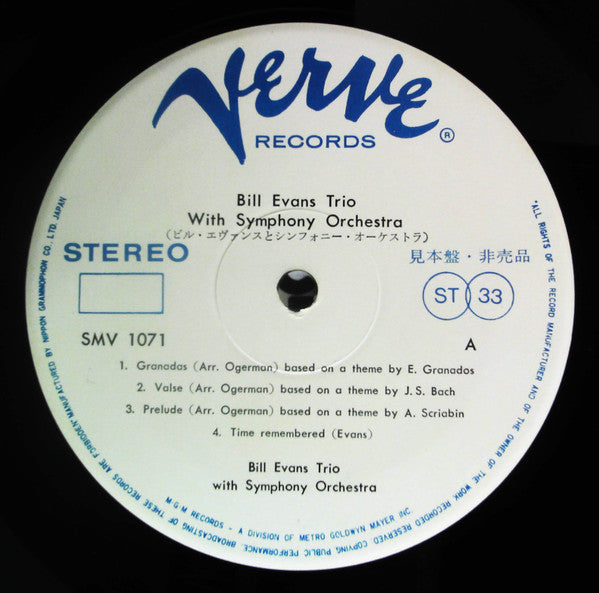 Verve
RECORDS ®
Bill Evans Trio
With Symphony Orchestra
(ビル・エヴァンスとシンフォニー・オーケストラ)
STEREO
見本盤・非売品
ST 33
SMV 1071
A
1. Granadas (Arr. Ogerman) based on a theme by E. Granados
2. Valse (Arr. Ogerman) based on a theme by J.S. Bach
3. Prelude (Arr. Ogerman) based on a theme by A. Scriabin
4. Time remembered (Evans)
Bill Evans Trio
with Symphony Orchestra
M·G·M RECORDS - A DIVISION OF METRO GOLDWYN MAYER INC.
"ALL RIGHTS OF THE RECORD MANUFACTURER AND OF THE OWNER OF THE WORK RECORDED RESERVED. COPYING PUBLIC PERFORMANCE, BROADCASTING OF THESE RECORDS ARE FORBIDDEN" MANUFACTURED BY NIPPON GRAMMOPHON CO., LTD. JAPAN